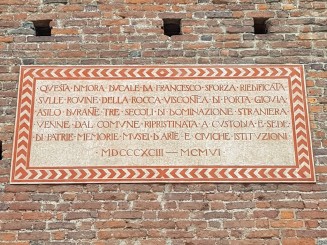 QVESTA·DIMORA·DVCALE·DA·FRANCESCO·SFORZA·RIEDIFICATA
SVLLE·ROVINE·DELLA·ROCCA·VISCONTEA·DI·PORTA·GIOVIA
ASILO·DVRANTE·TRE·SECOLI·DI·DOMINAZIONE·STRANIERA
VENNE·DAL·COMVNE·RIPRISTINATA·A·CVSTODIA·E·SEDE
DI·PATRIE·MEMORIE·MVSEI·D'ARTE·E·CIVICHE·ISTITVZIONI
·MDCCCXCIII—MCMVI·